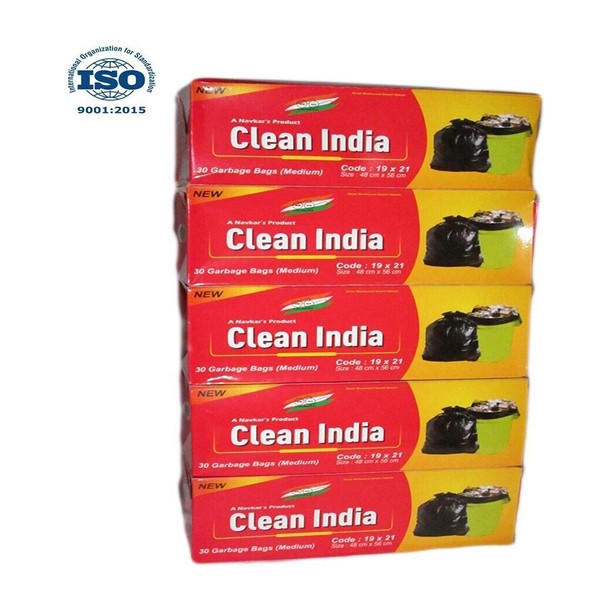 International Organization for Standardization
ISO
9001:2015
NEW
A Navkar's Product
Clean India
30 Garbage Bags (Medium)
Code : 19 x 21
Size : 48 cm x 56 cm
NEW
A Navkar's Product
Clean India
30 Garbage Bags (Medium)
Code : 19 x 21
Size : 48 cm x 56 cm
NEW
A Navkar's Product
Clean India
30 Garbage Bags (Medium)
Code : 19 x 21
Size : 48 cm x 56 cm
NEW
A Navkar's Product
Clean India
30 Garbage Bags (Medium)
Code : 19 x 21
Size : 48 cm x 56 cm
NEW
A Navkar's Product
Clean India
30 Garbage Bags (Medium)
Code : 19 x 21
Size : 48 cm x 56 cm